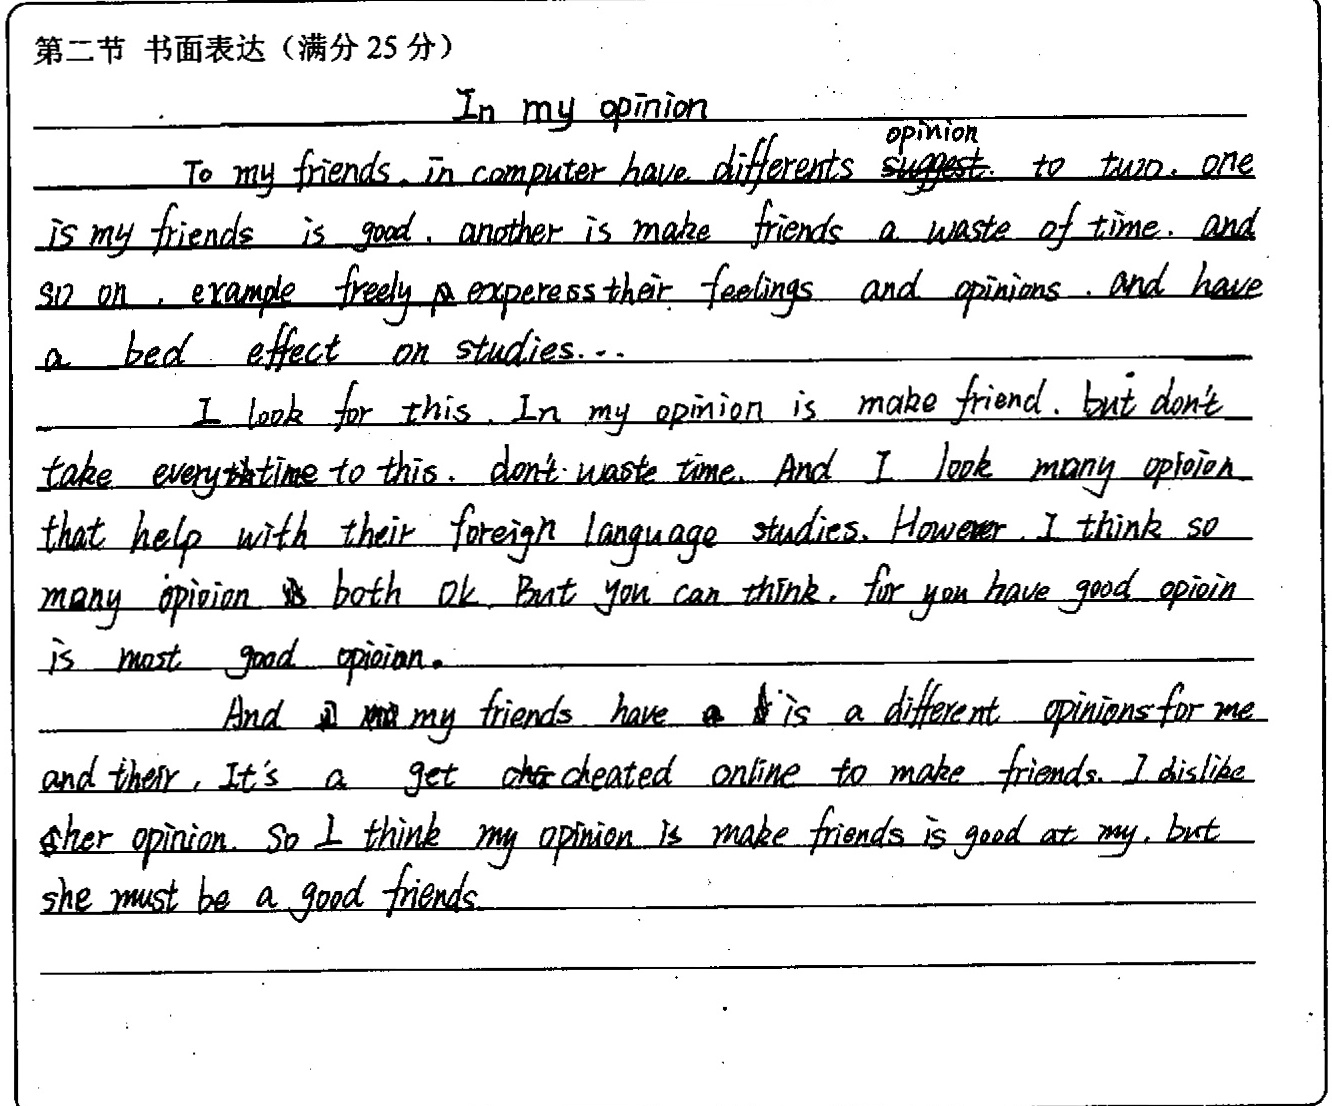 第二节 书面表达（满分 25 分）
In my opinion
opinion
To my friends. in computer have differents suggest. to two. one
is my friends is good. another is make friends a waste of time. and
so on. example freely experess their feelings and opinions. and have
a bed effect on studies...
I look for this. In my opinion is make friend. but don't
take every time to this. don't waste time. And I look many opioion
that help with their foreign language studies. However. I think so
many opioion is both ok. But you can think. for you have good opioin
is most good opioion.
And my friends have is a different opinions for me
and their, It's a get cheated online to make friends. I dislike
her opinion. So I think my opinion is make friends is good at my. but
she must be a good friends.